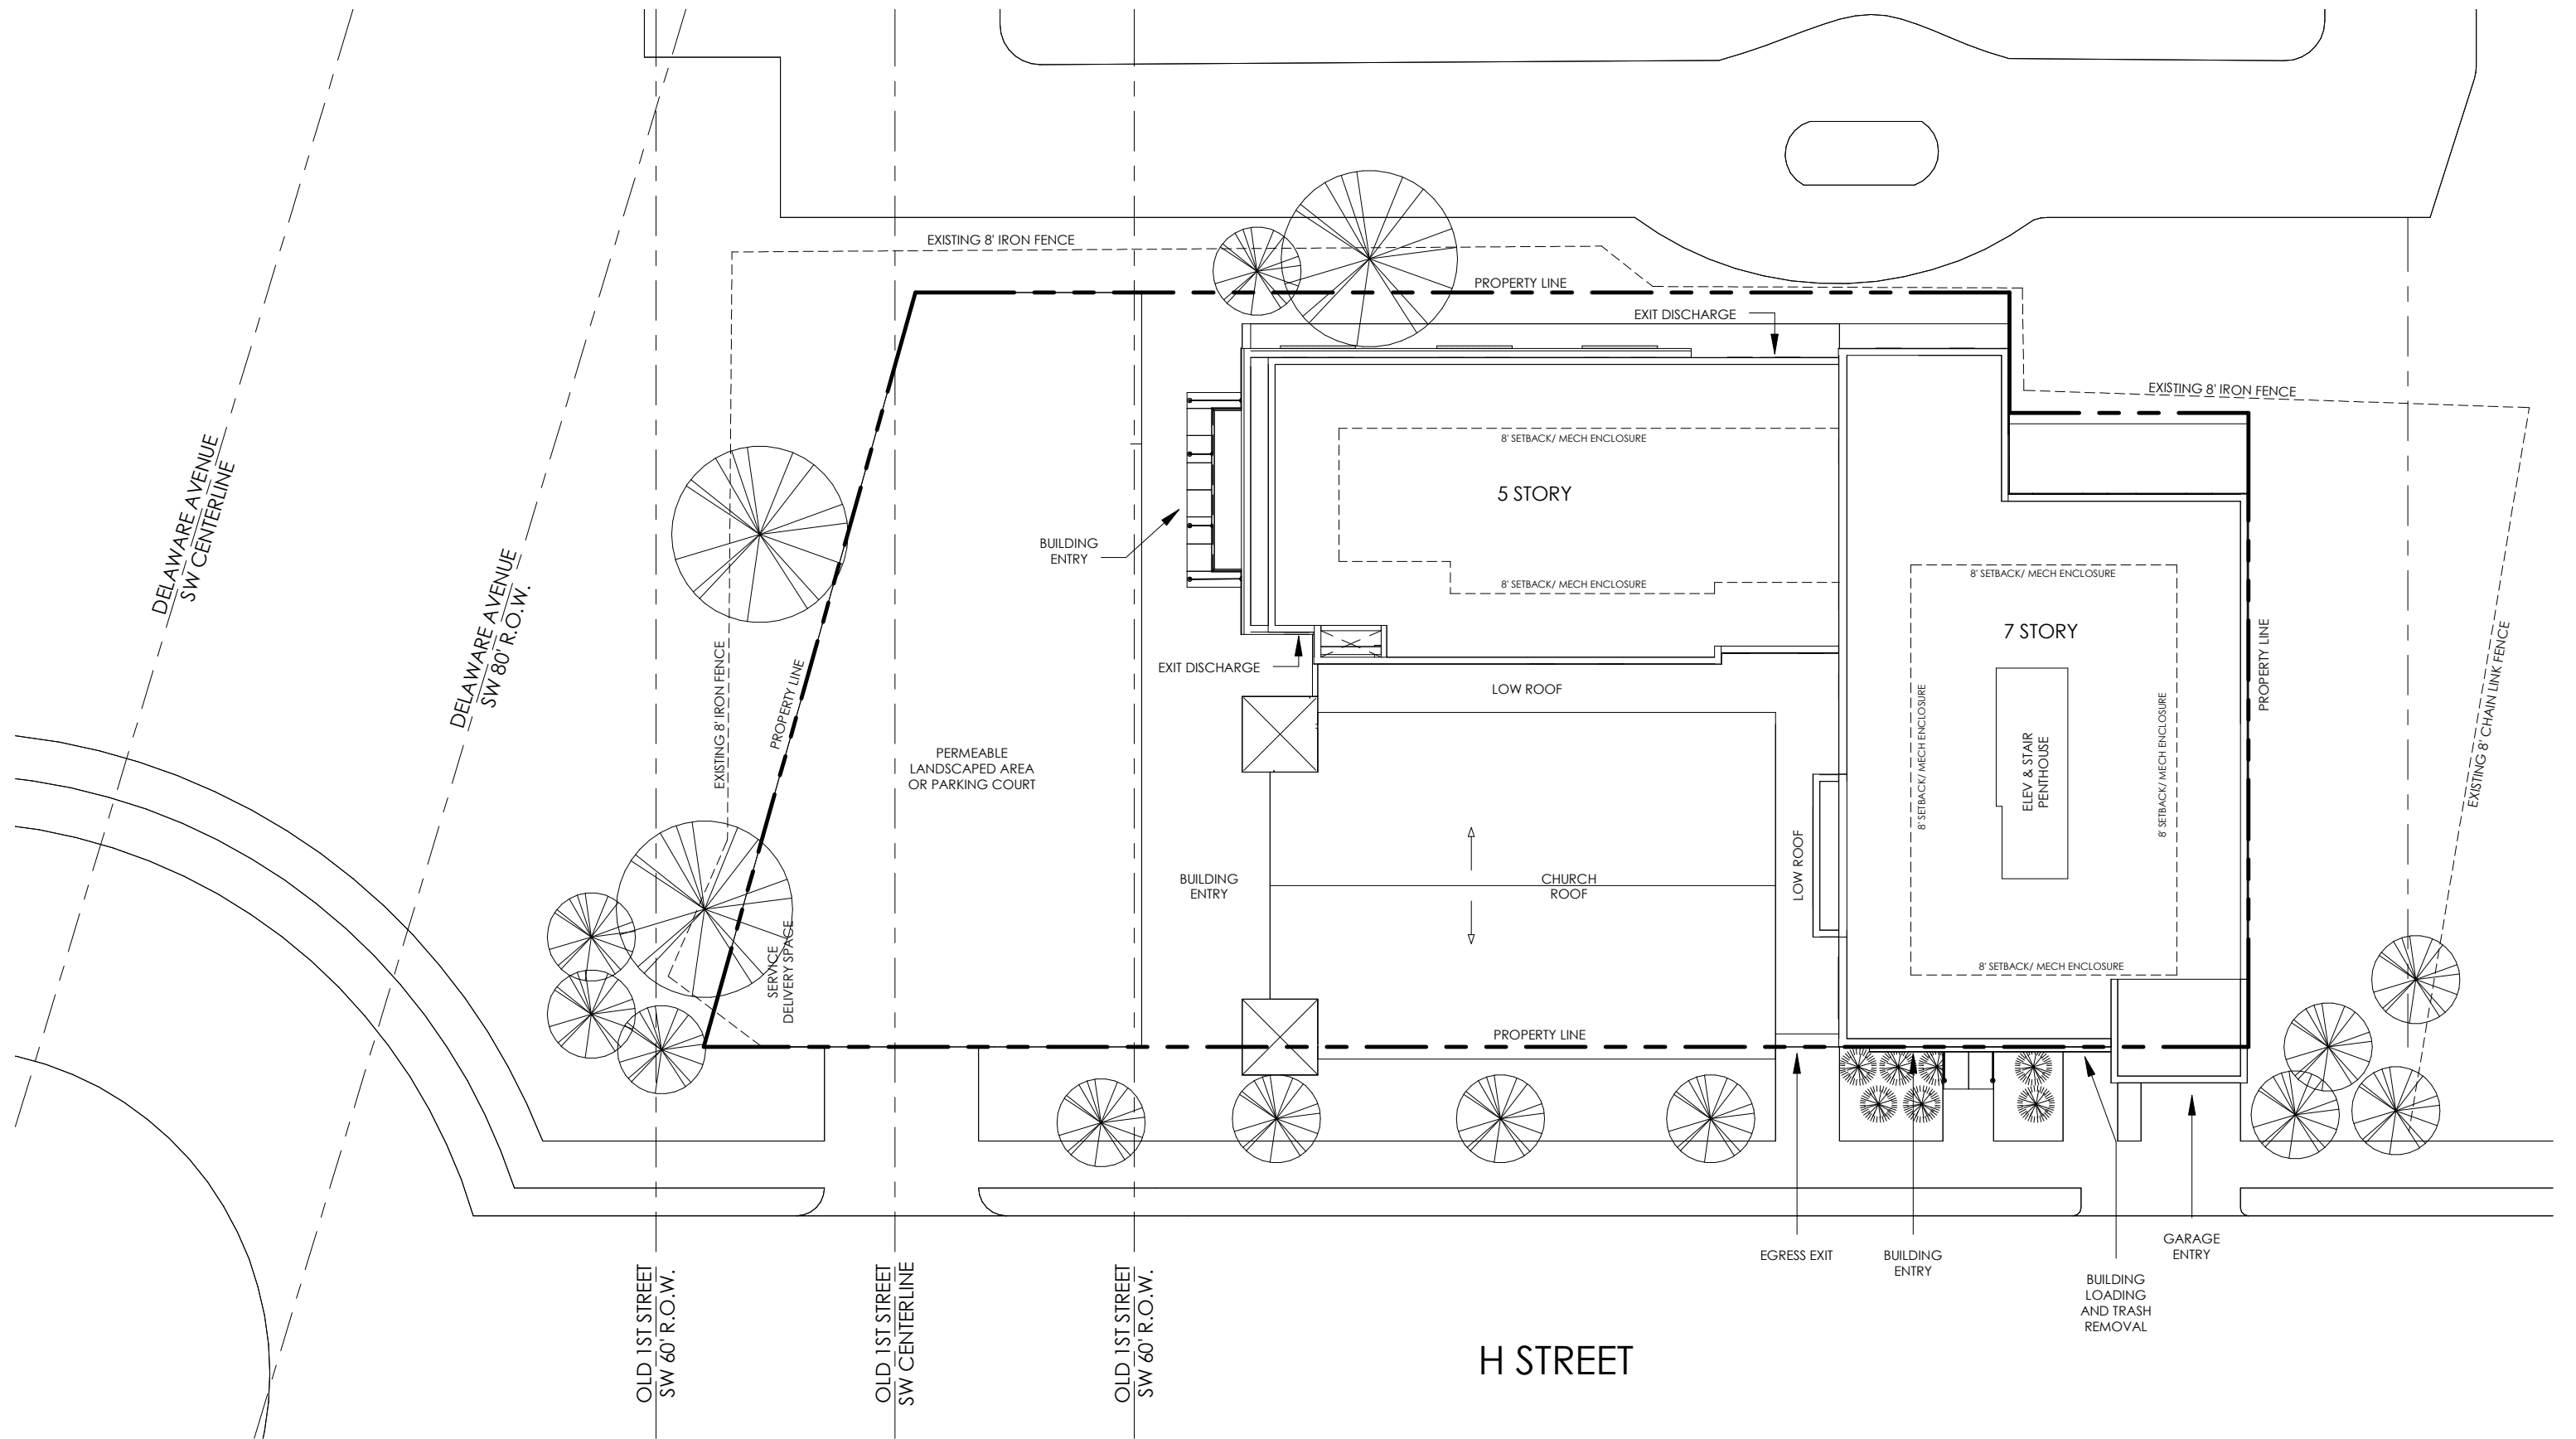 EXISTING 8' IRON FENCE
PROPERTY LINE
EXIT DISCHARGE
EXISTING 8' IRON FENCE
DELAWARE AVENUE
SW CENTERLINE
DELAWARE AVENUE
SW 80' R.O.W.
8' SETBACK/ MECH ENCLOSURE
5 STORY
BUILDING
ENTRY
8' SETBACK/ MECH ENCLOSURE
8' SETBACK/ MECH ENCLOSURE
7 STORY
PROPERTY LINE
EXISTING 8' CHAIN LINK FENCE
EXISTING 8' IRON FENCE
PROPERTY LINE
EXIT DISCHARGE
LOW ROOF
8' SETBACK/ MECH ENCLOSURE
ELEV & STAIR
PENTHOUSE
8' SETBACK/ MECH ENCLOSURE
PERMEABLE
LANDSCAPED AREA
OR PARKING COURT
LOW ROOF
BUILDING
ENTRY
CHURCH
ROOF
SERVICE
DELIVERY SPACE
8' SETBACK/ MECH ENCLOSURE
PROPERTY LINE
EGRESS EXIT
BUILDING
ENTRY
GARAGE
ENTRY
BUILDING
LOADING
AND TRASH
REMOVAL
OLD 1ST STREET
SW 60' R.O.W.
OLD 1ST STREET
SW CENTERLINE
OLD 1ST STREET
SW 60' R.O.W.
H STREET